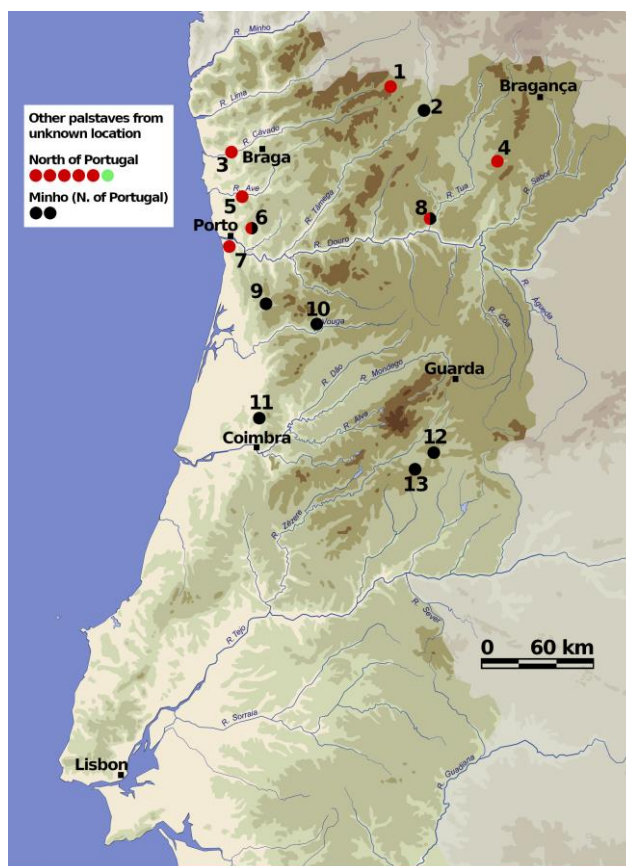 R. Minho
1
Other palstaves from
unknown location
North of Portugal
Minho (N. of Portugal)
R. Lima
2
Bragança
R. Cávado
3
Braga
4
R. Ave
5
R. Tâmega
R. Tua
R. Sabor
6
8
Porto
R. Douro
7
R. Águeda
9
10
Vouga
R. Côa
R. Dão
R. Mondego
Guarda
11
R. Alva
Coimbra
12
13
R. Zêzere
R. Sever
R. Tejo
0 60 km
R. Sorraia
Lisbon
R. Guadiana